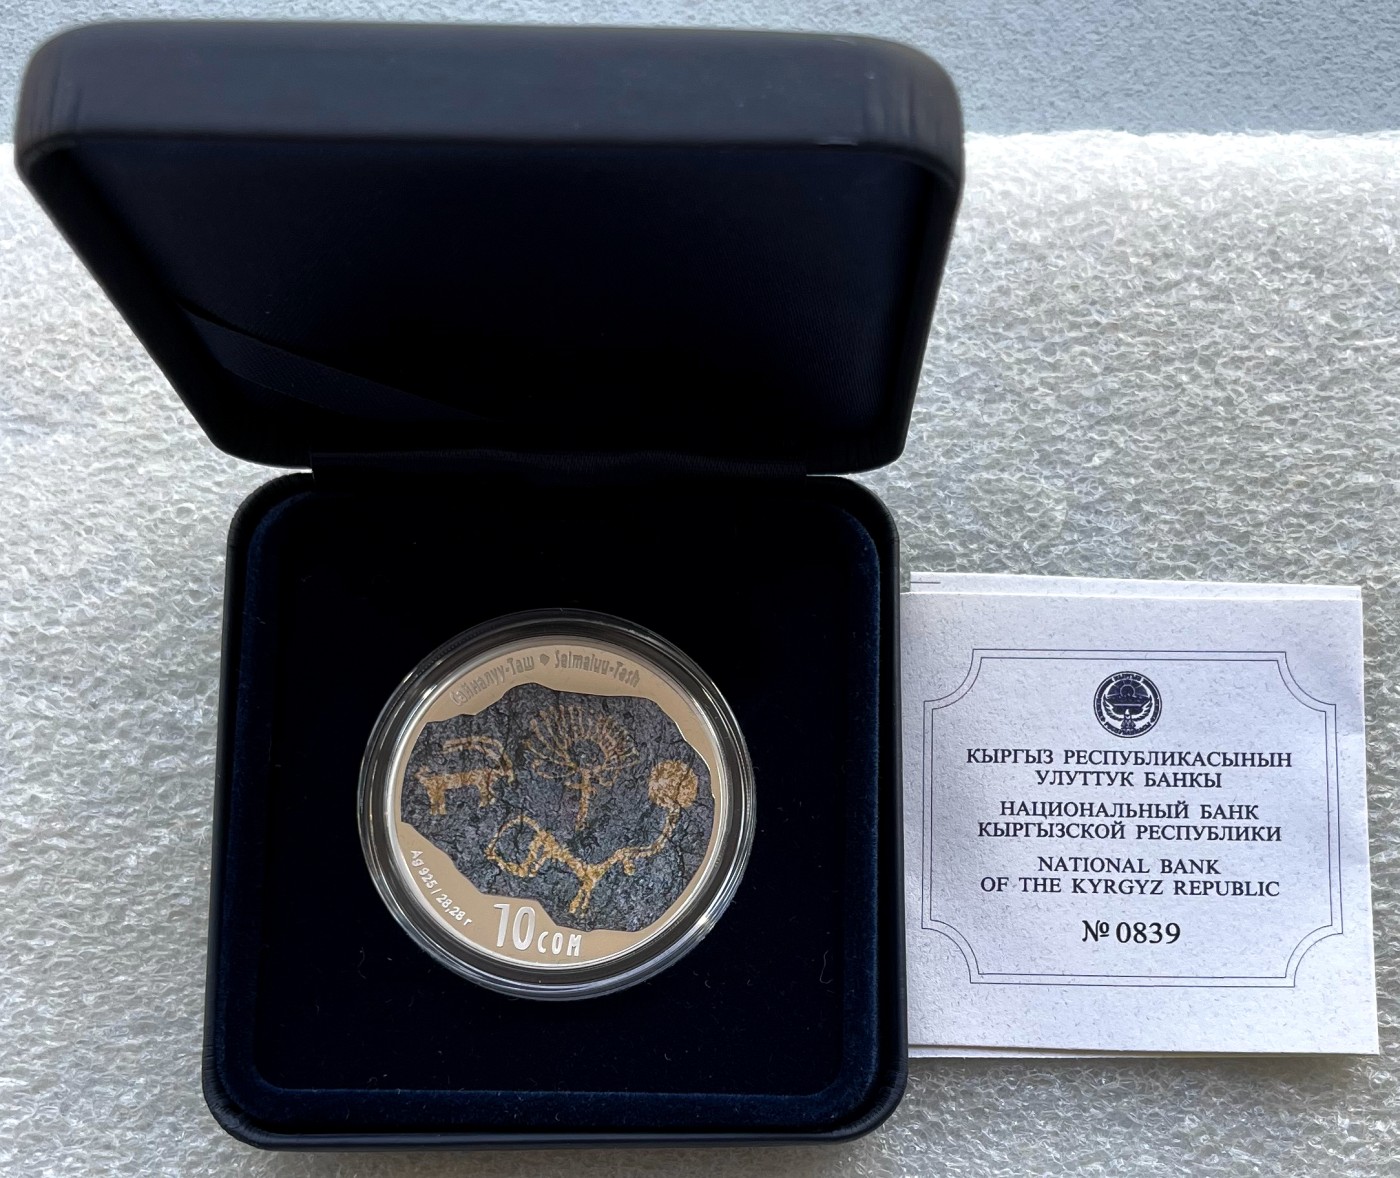 Саймалуу-Таш • Saimaluu-Tash
Ag 925 / 28,28 г
10 СОМ
КЫРГЫЗ РЕСПУБЛИКАСЫНЫН
УЛУТТУК БАНКЫ
НАЦИОНАЛЬНЫЙ БАНК
КЫРГЫЗСКОЙ РЕСПУБЛИКИ
NATIONAL BANK
OF THE KYRGYZ REPUBLIC
№ 0839